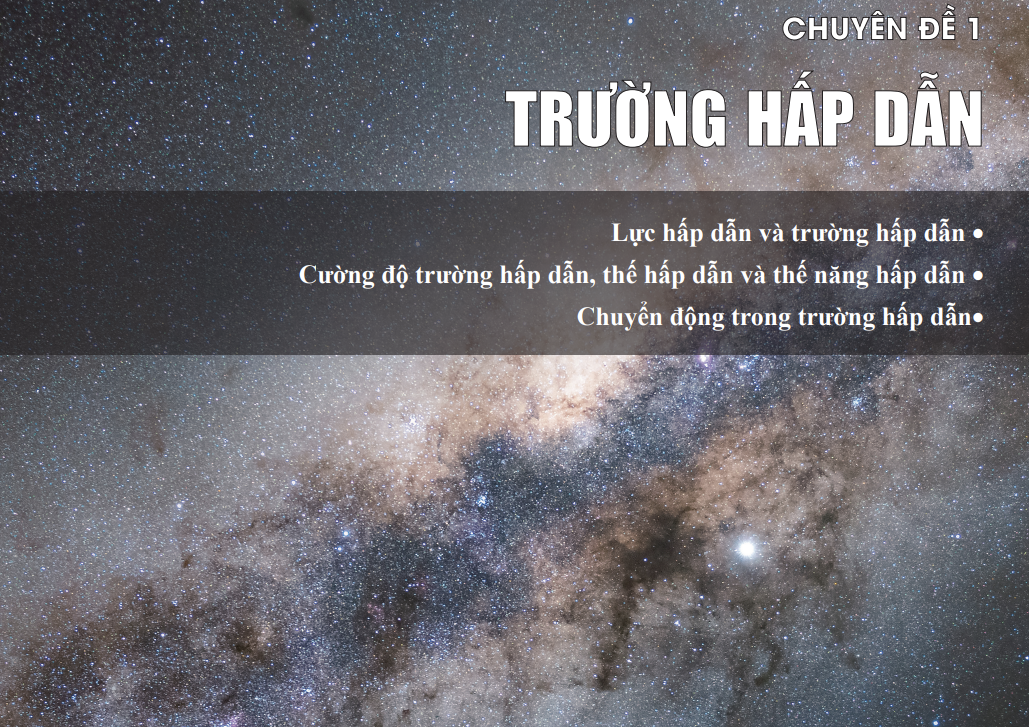 CHUYÊN ĐỀ 1
TRƯỜNG HẤP DẪN
Lực hấp dẫn và trường hấp dẫn •
Cường độ trường hấp dẫn, thế hấp dẫn và thế năng hấp dẫn •
Chuyển động trong trường hấp dẫn•